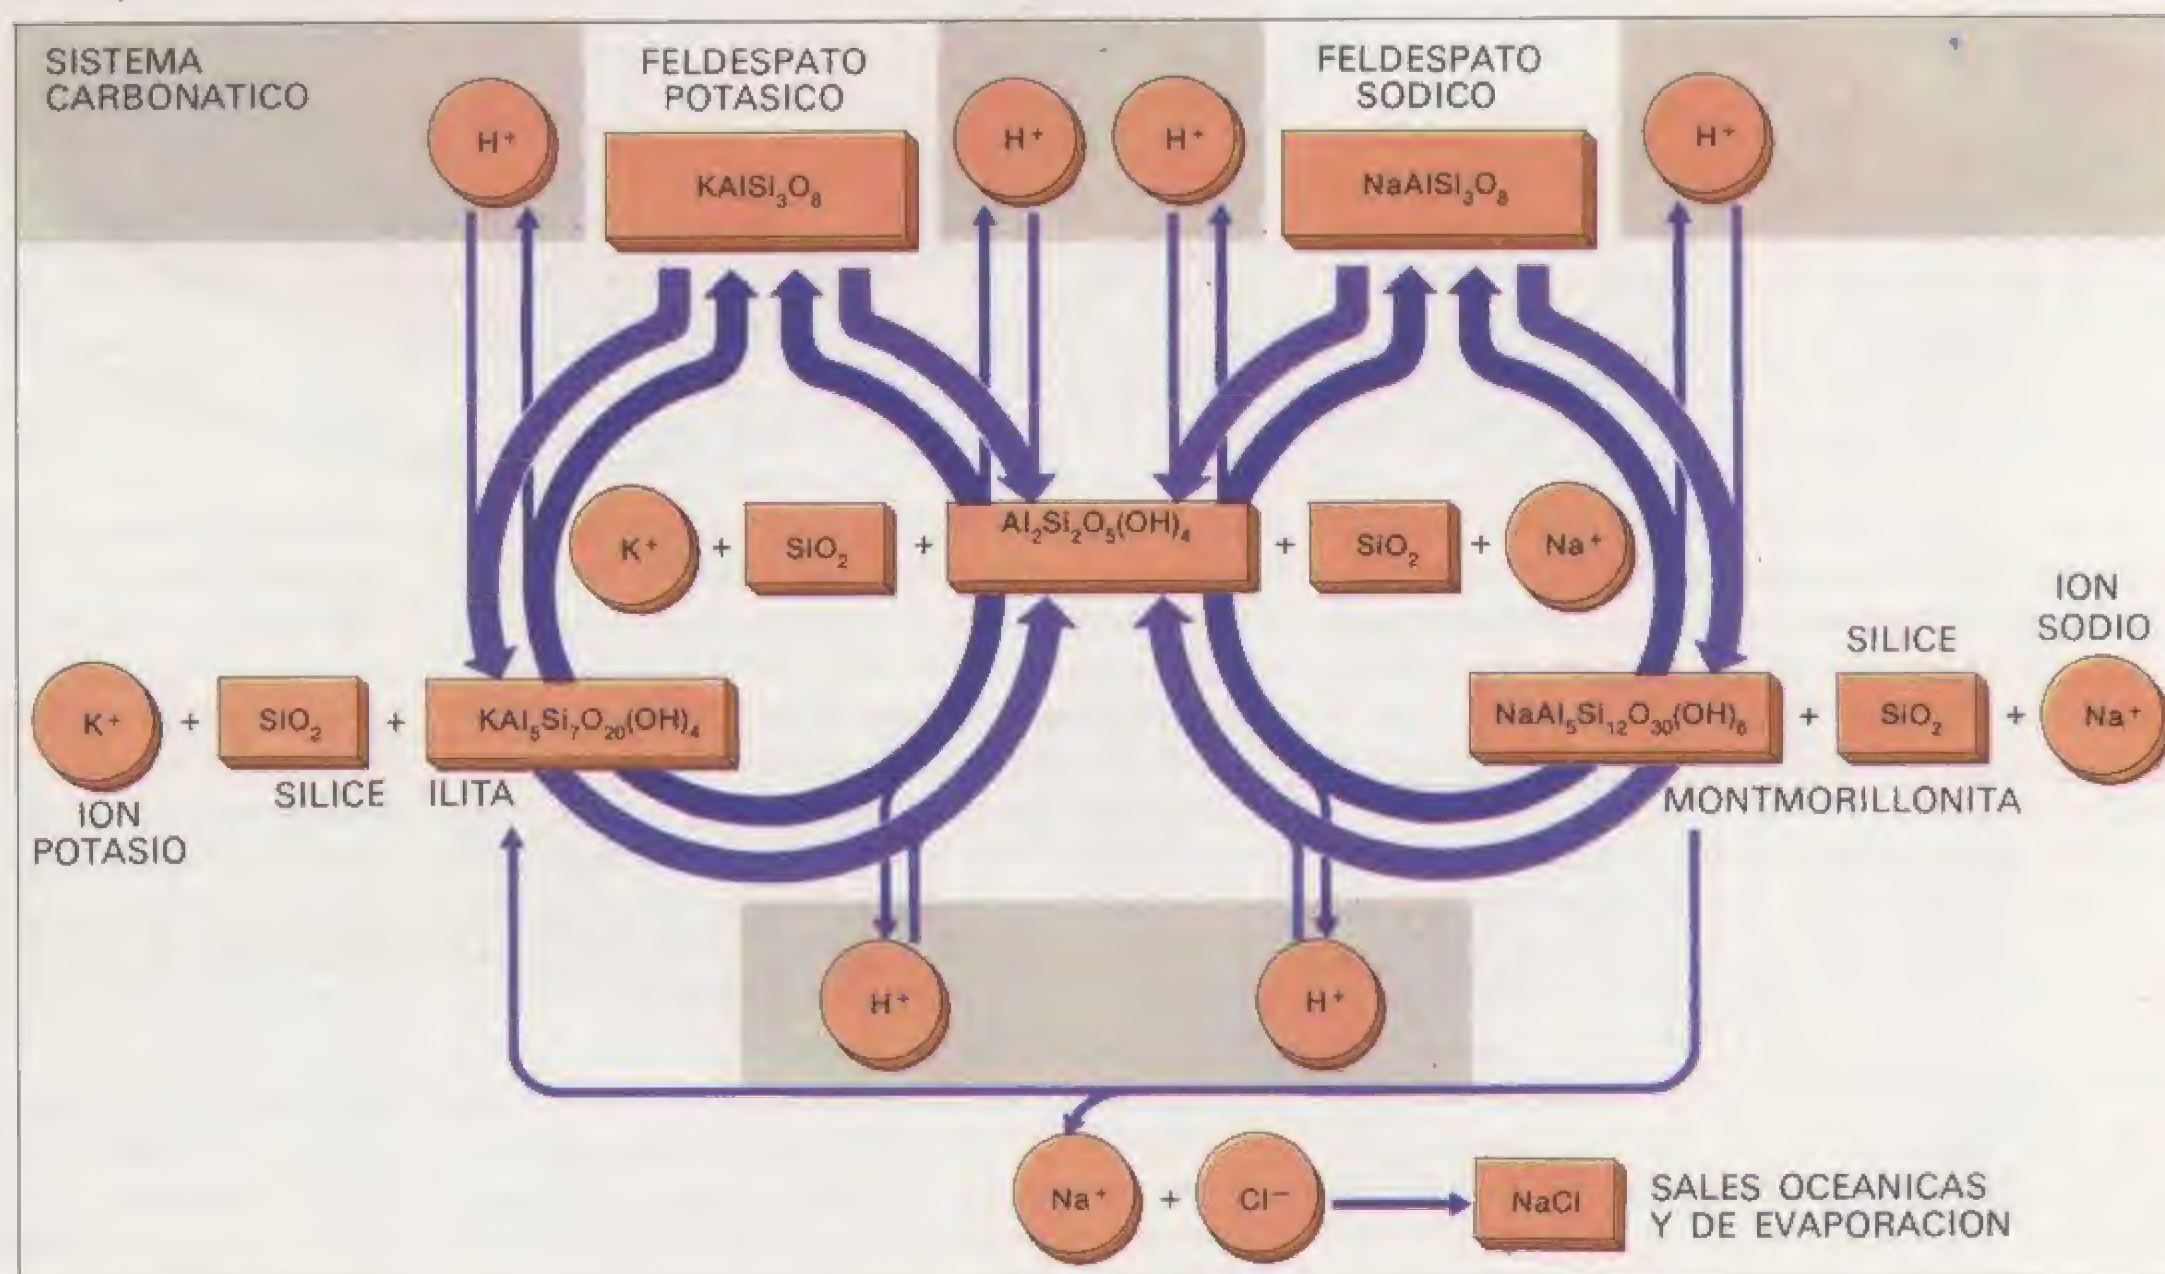 SISTEMA
CARBONATICO
FELDESPATO
POTASICO
FELDESPATO
SODICO
H⁺
KAlSi₃O₈
H⁺
H⁺
NaAlSi₃O₈
H⁺
K⁺ + SiO₂ + Al₂Si₂O₅(OH)₄ + SiO₂ + Na⁺
ION
SODIO
SILICE
K⁺ + SiO₂ + KAl₅Si₇O₂₀(OH)₄
NaAl₅Si₁₂O₃₀(OH)₆ + SiO₂ + Na⁺
SILICE
ILITA
MONTMORILLONITA
ION
POTASIO
H⁺
H⁺
Na⁺ + Cl⁻
NaCl
SALES OCEANICAS
Y DE EVAPORACION